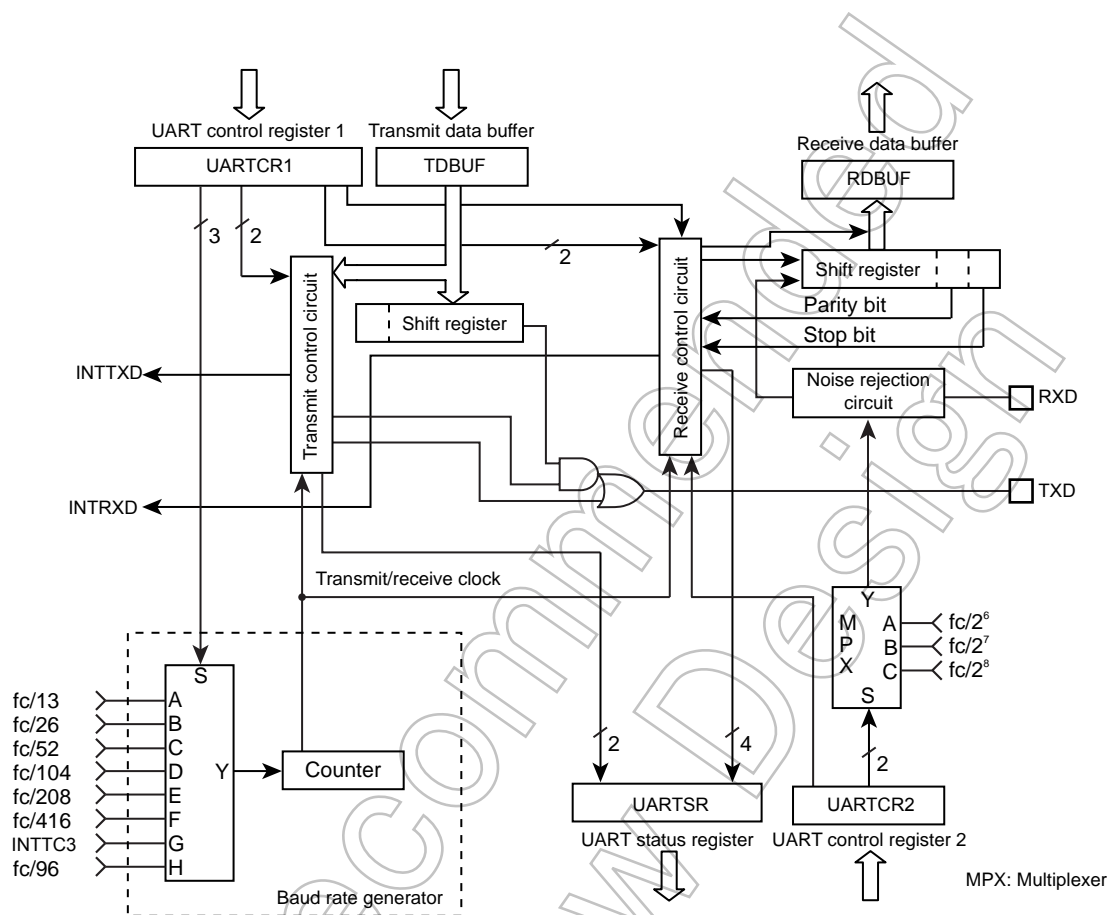 UART control register 1
Transmit data buffer
Receive data buffer
UARTCR1
TDBUF
RDBUF
3
2
2
Transmit control circuit
Receive control circuit
Shift register
Shift register
Parity bit
Stop bit
INTTXD
Noise rejection
circuit
RXD
INTRXD
TXD
Transmit/receive clock
Y
M
P
X
A
B
C
S
fc/2⁶
fc/2⁷
fc/2⁸
S
fc/13
fc/26
fc/52
fc/104
fc/208
fc/416
INTTC3
fc/96
A
B
C
D
E
F
G
H
Y
Counter
2
4
2
UARTSR
UARTCR2
UART status register
UART control register 2
Baud rate generator
MPX: Multiplexer
ecommended
w Design